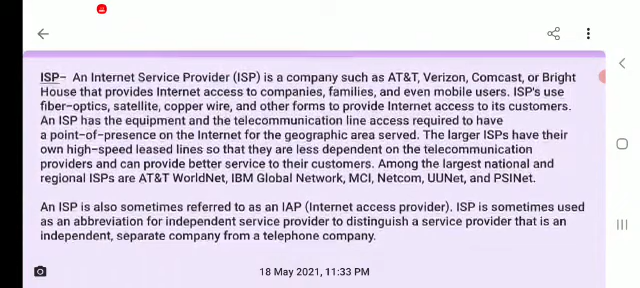 ISP- An Internet Service Provider (ISP) is a company such as AT&T, Verizon, Comcast, or Bright
House that provides Internet access to companies, families, and even mobile users. ISP's use
fiber-optics, satellite, copper wire, and other forms to provide Internet access to its customers.
An ISP has the equipment and the telecommunication line access required to have
a point-of-presence on the Internet for the geographic area served. The larger ISPs have their
own high-speed leased lines so that they are less dependent on the telecommunication
providers and can provide better service to their customers. Among the largest national and
regional ISPs are AT&T WorldNet, IBM Global Network, MCI, Netcom, UUNet, and PSINet.
An ISP is also sometimes referred to as an IAP (Internet access provider). ISP is sometimes used
as an abbreviation for independent service provider to distinguish a service provider that is an
independent, separate company from a telephone company.
18 May 2021, 11:33 PM